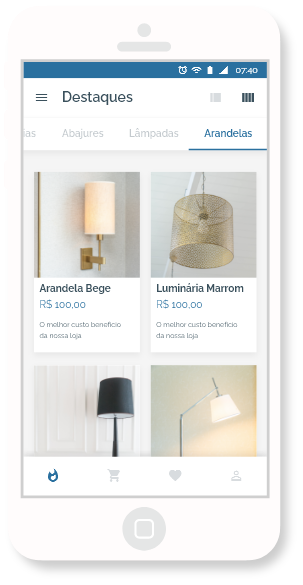 07:40
Destaques
ias
Abajures
Lâmpadas
Arandelas
Arandela Bege
R$ 100,00
O melhor custo benefício
da nossa loja
Luminária Marrom
R$ 100,00
O melhor custo benefício
da nossa loja